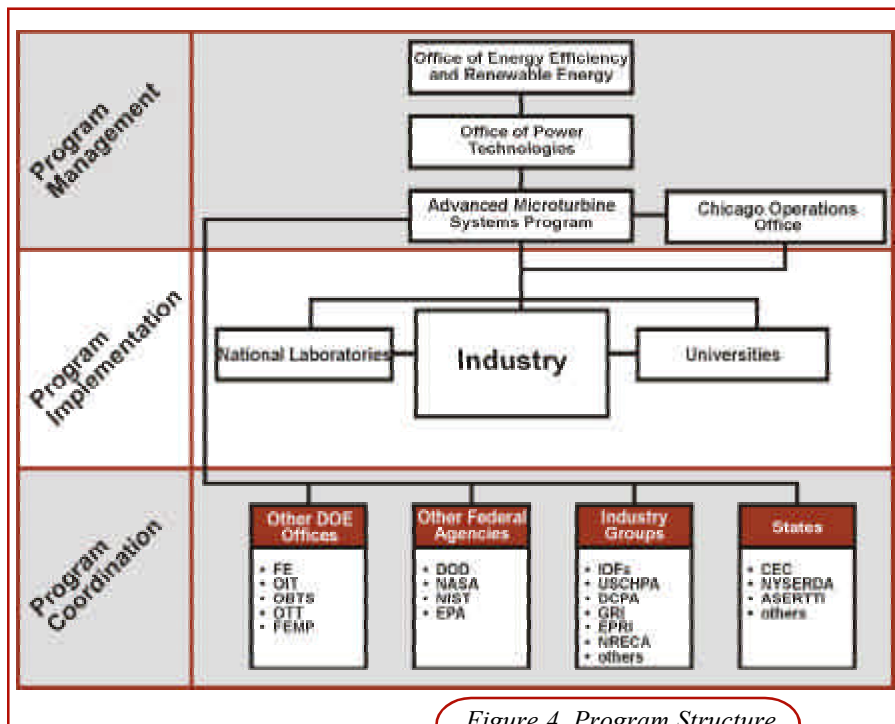 Program
Management
Office of Energy Efficiency
and Renewable Energy
Office of Power
Technologies
Advanced Microturbine
Systems Program
Chicago Operations
Office
Program
Implementation
National Laboratories
Industry
Universities
Program
Coordination
Other DOE
Offices
• FE
• OIT
• OBTS
• OTT
• FEMP
Other Federal
Agencies
• DOD
• NASA
• NIST
• EPA
Industry
Groups
• IOFs
• USCHPA
• DCPA
• GRI
• EPRI
• NRECA
• others
States
• CEC
• NYSERDA
• ASERTTI
• others
Figure 4. Program Structure